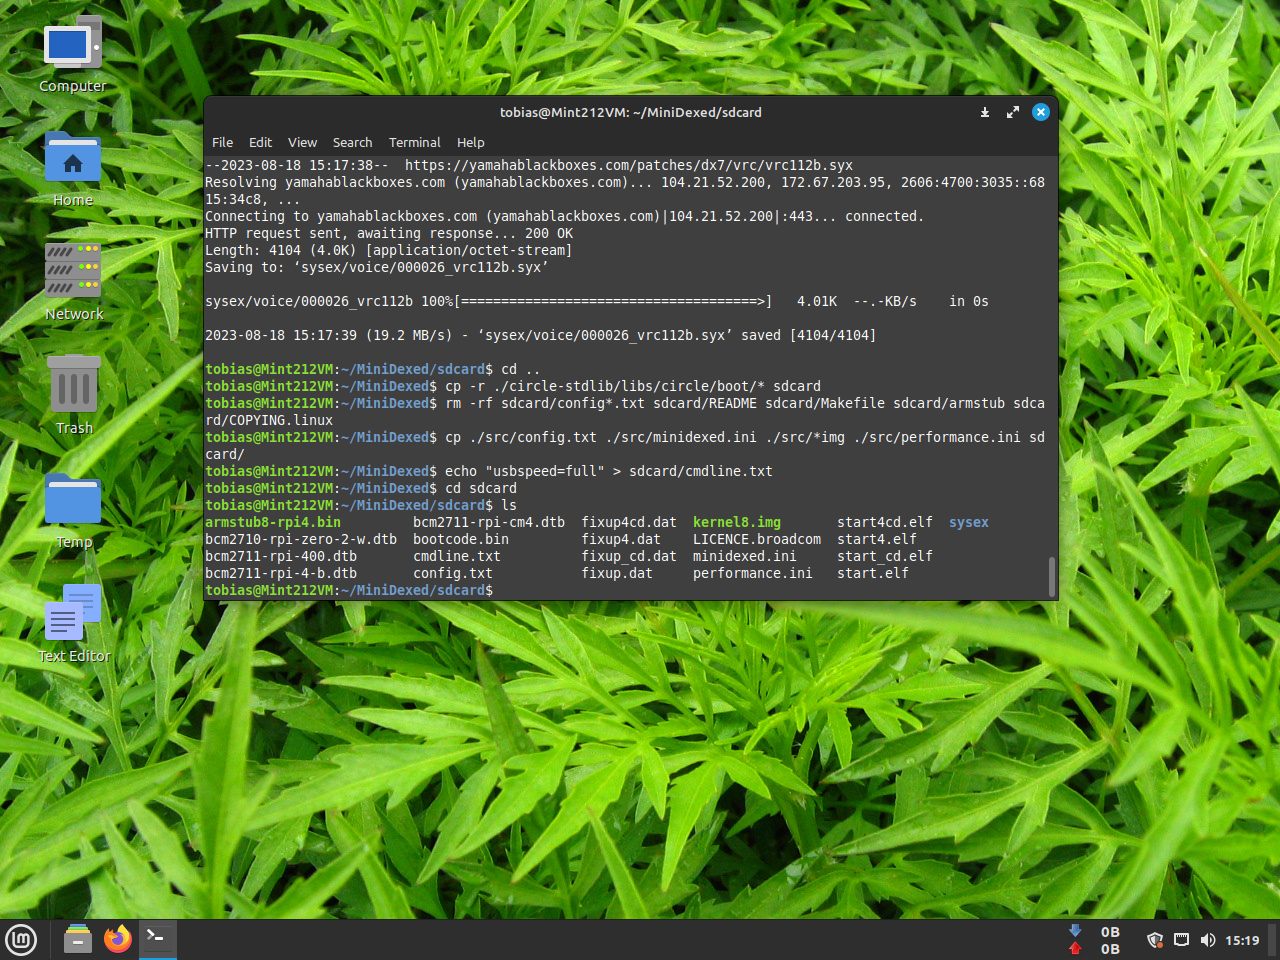 Computer
Home
Network
Trash
Temp
Text Editor
tobias@Mint212VM: ~/MiniDexed/sdcard
File Edit View Search Terminal Help
--2023-08-18 15:17:38--  https://yamahablackboxes.com/patches/dx7/vrc/vrc112b.syx
Resolving yamahablackboxes.com (yamahablackboxes.com)... 104.21.52.200, 172.67.203.95, 2606:4700:3035::68
15:34c8, ...
Connecting to yamahablackboxes.com (yamahablackboxes.com)|104.21.52.200|:443... connected.
HTTP request sent, awaiting response... 200 OK
Length: 4104 (4.0K) [application/octet-stream]
Saving to: ‘sysex/voice/000026_vrc112b.syx’
sysex/voice/000026_vrc112b 100%[=====================================>]   4.01K  --.-KB/s    in 0s
2023-08-18 15:17:39 (19.2 MB/s) - ‘sysex/voice/000026_vrc112b.syx’ saved [4104/4104]
tobias@Mint212VM:~/MiniDexed/sdcard$ cd ..
tobias@Mint212VM:~/MiniDexed$ cp -r ./circle-stdlib/libs/circle/boot/* sdcard
tobias@Mint212VM:~/MiniDexed$ rm -rf sdcard/config*.txt sdcard/README sdcard/Makefile sdcard/armstub sdca
rd/COPYING.linux
tobias@Mint212VM:~/MiniDexed$ cp ./src/config.txt ./src/minidexed.ini ./src/*img ./src/performance.ini sd
card/
tobias@Mint212VM:~/MiniDexed$ echo "usbspeed=full" > sdcard/cmdline.txt
tobias@Mint212VM:~/MiniDexed$ cd sdcard
tobias@Mint212VM:~/MiniDexed/sdcard$ ls
armstub8-rpi4.bin         bcm2711-rpi-cm4.dtb  fixup4cd.dat  kernel8.img       start4cd.elf  sysex
bcm2710-rpi-zero-2-w.dtb  bootcode.bin         fixup4.dat    LICENCE.broadcom  start4.elf
bcm2711-rpi-400.dtb       cmdline.txt          fixup_cd.dat  minidexed.ini     start_cd.elf
bcm2711-rpi-4-b.dtb       config.txt           fixup.dat     performance.ini   start.elf
tobias@Mint212VM:~/MiniDexed/sdcard$
lm
0B
0B
15:19